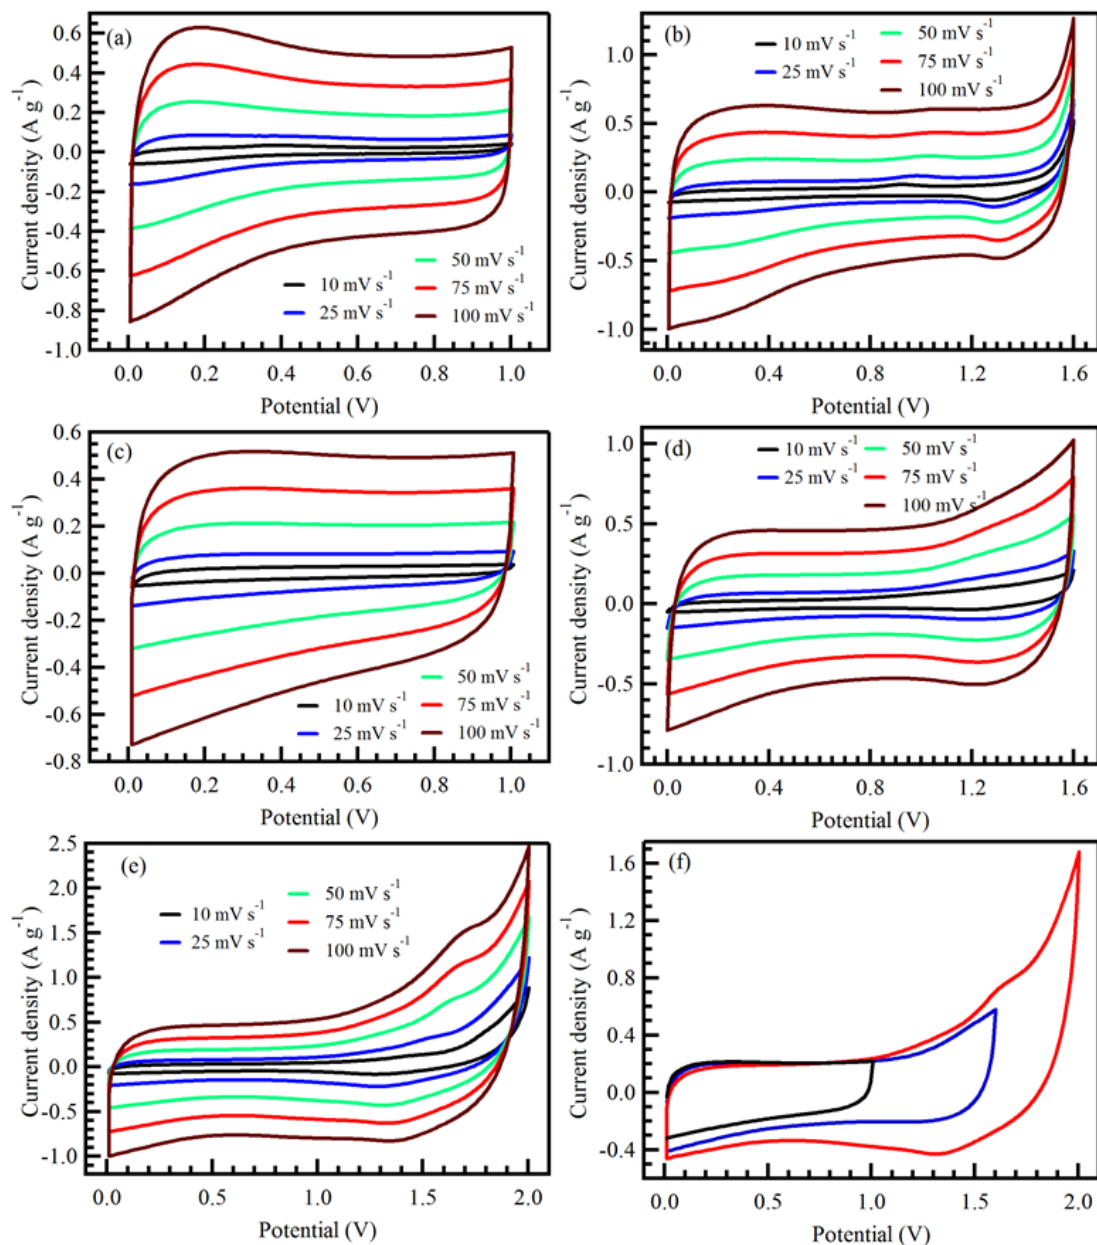 (a)
0.6
0.4
0.2
0.0
-0.2
-0.4
-0.6
-0.8
-1.0
Current density (A g⁻¹)
10 mV s⁻¹
25 mV s⁻¹
50 mV s⁻¹
75 mV s⁻¹
100 mV s⁻¹
0.0 0.2 0.4 0.6 0.8 1.0
Potential (V)
(b)
1.0
0.5
0.0
-0.5
-1.0
Current density (A g⁻¹)
10 mV s⁻¹
25 mV s⁻¹
50 mV s⁻¹
75 mV s⁻¹
100 mV s⁻¹
0.0 0.4 0.8 1.2 1.6
Potential (V)
(c)
0.6
0.4
0.2
0.0
-0.2
-0.4
-0.6
-0.8
Current density (A g⁻¹)
10 mV s⁻¹
25 mV s⁻¹
50 mV s⁻¹
75 mV s⁻¹
100 mV s⁻¹
0.0 0.2 0.4 0.6 0.8 1.0
Potential (V)
(d)
1.0
0.5
0.0
-0.5
-1.0
Current density (A g⁻¹)
10 mV s⁻¹
25 mV s⁻¹
50 mV s⁻¹
75 mV s⁻¹
100 mV s⁻¹
0.0 0.4 0.8 1.2 1.6
Potential (V)
(e)
2.5
2.0
1.5
1.0
0.5
0.0
-0.5
-1.0
Current density (A g⁻¹)
10 mV s⁻¹
25 mV s⁻¹
50 mV s⁻¹
75 mV s⁻¹
100 mV s⁻¹
0.0 0.5 1.0 1.5 2.0
Potential (V)
(f)
1.6
1.2
0.8
0.4
0.0
-0.4
Current density (A g⁻¹)
0.0 0.5 1.0 1.5 2.0
Potential (V)